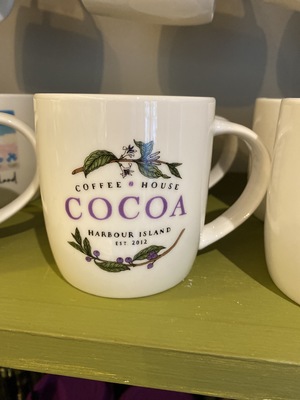 COFFEE HOUSE
COCOA
HARBOUR ISLAND
EST. 2012